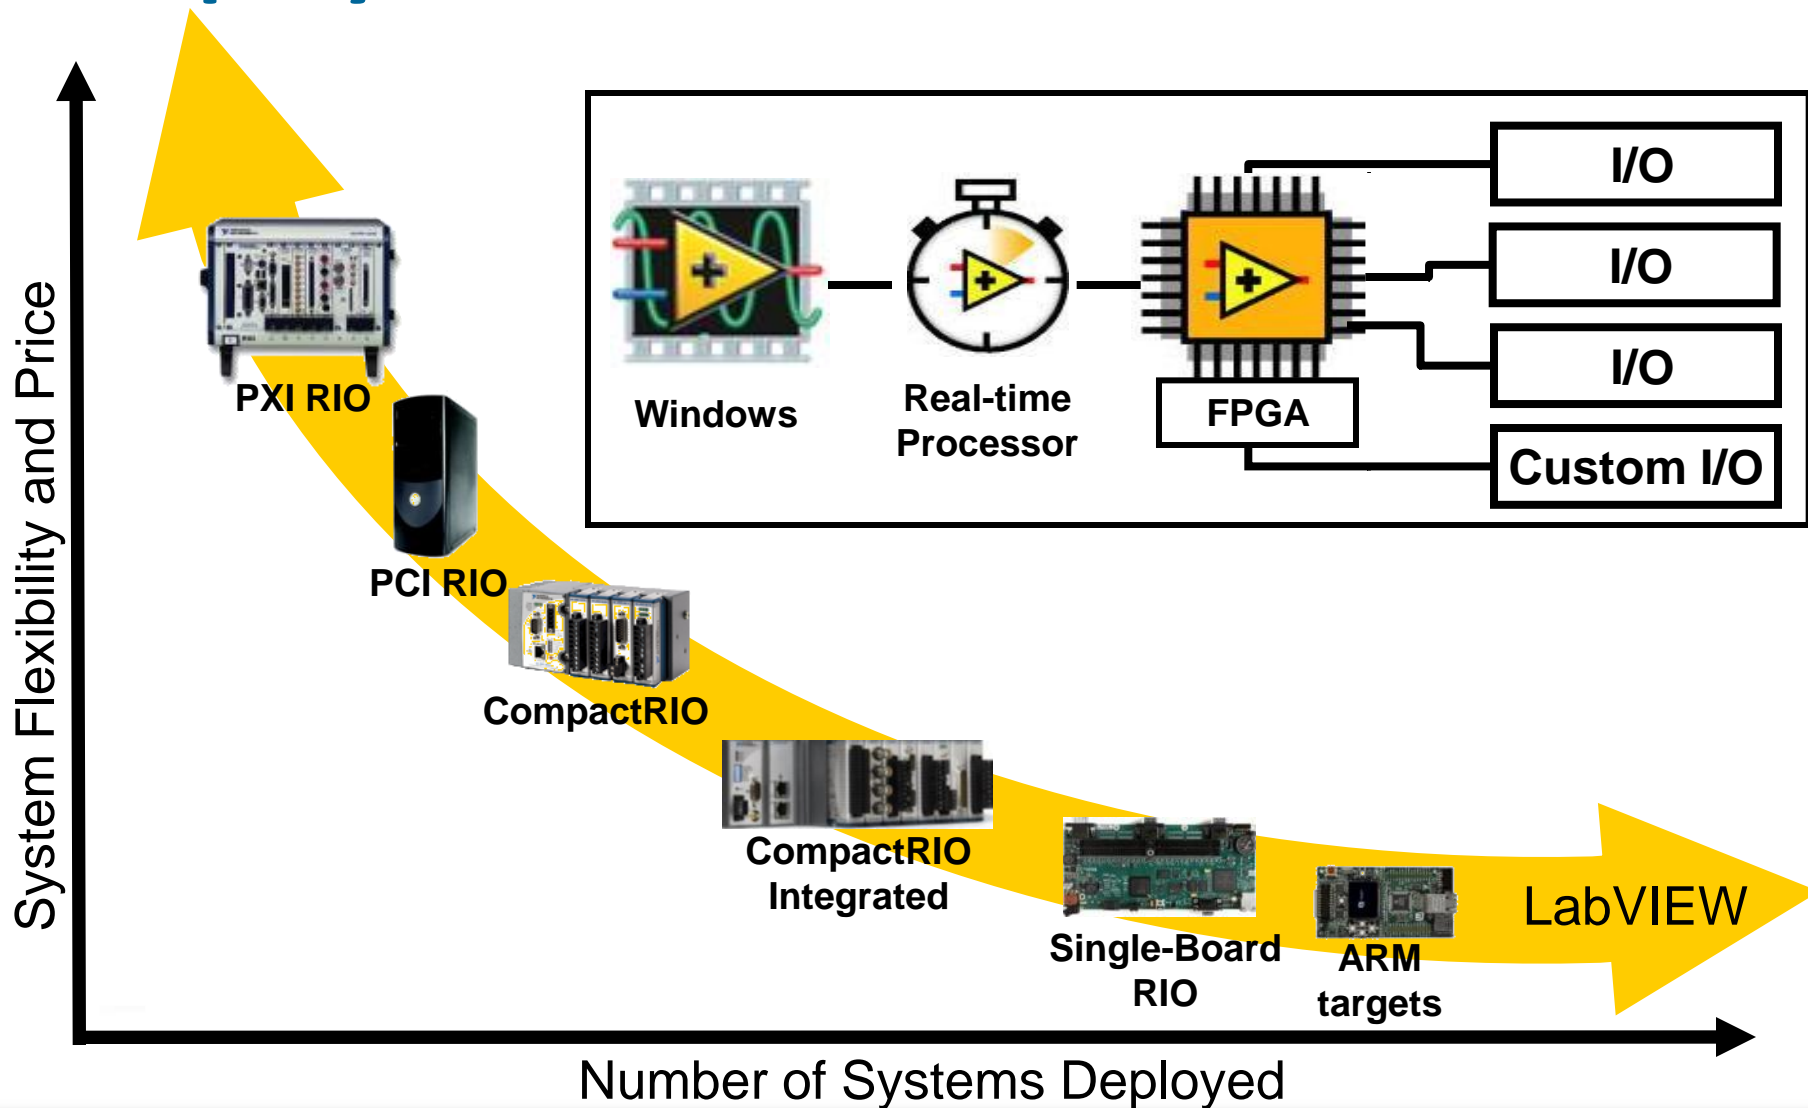 System Flexibility and Price
I/O
I/O
I/O
Custom I/O
Windows
Real-time
Processor
FPGA
PXI RIO
PCI RIO
CompactRIO
CompactRIO
Integrated
Single-Board
RIO
ARM
targets
LabVIEW
Number of Systems Deployed